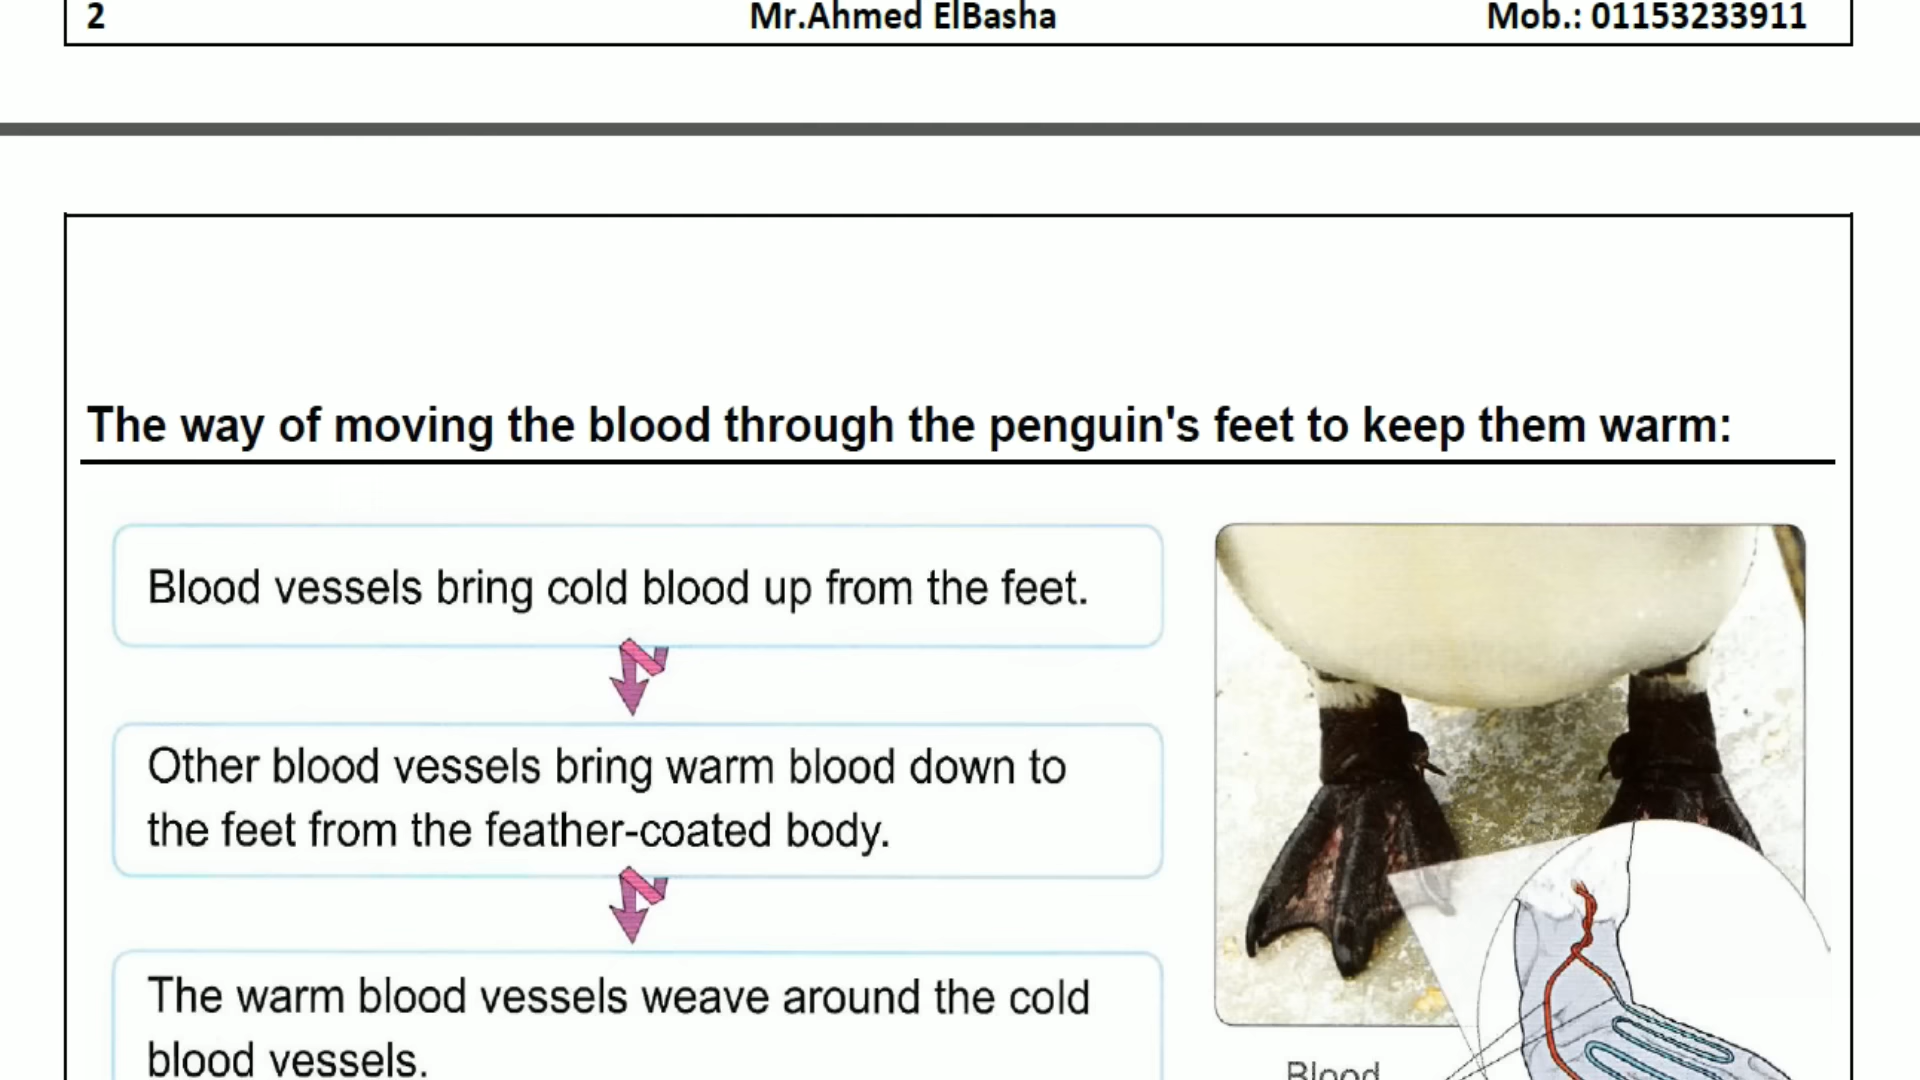 2 Mr.Ahmed ElBasha Mob.: 01153233911
The way of moving the blood through the penguin's feet to keep them warm:
Blood vessels bring cold blood up from the feet.
Other blood vessels bring warm blood down to
the feet from the feather-coated body.
The warm blood vessels weave around the cold
blood vessels.
Blood